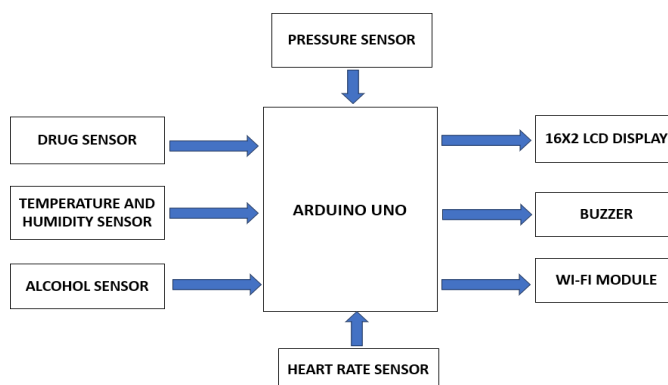 PRESSURE SENSOR
DRUG SENSOR
16X2 LCD DISPLAY
TEMPERATURE AND
HUMIDITY SENSOR
ARDUINO UNO
BUZZER
ALCOHOL SENSOR
WI-FI MODULE
HEART RATE SENSOR